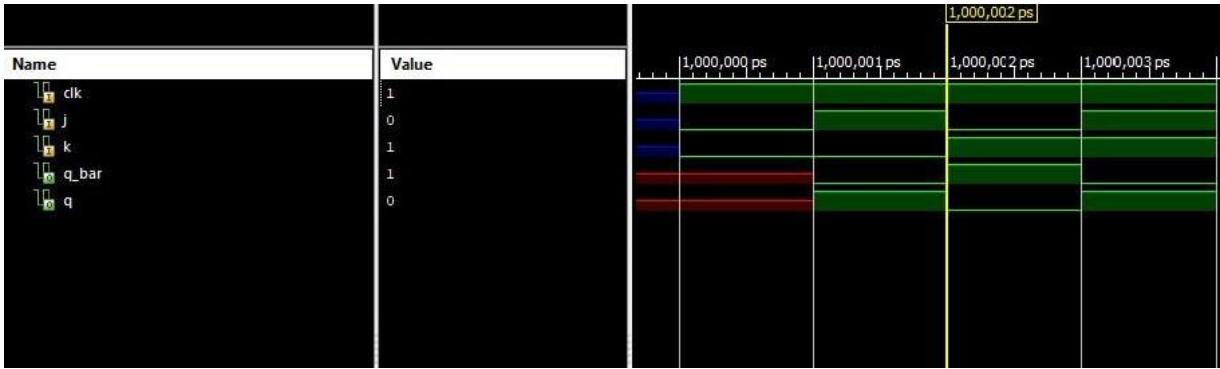 1,000,002 ps
Name Value
1,000,000 ps 1,000,001 ps 1,000,002 ps 1,000,003 ps
clk 1
j 0
k 1
q_bar 1
q 0